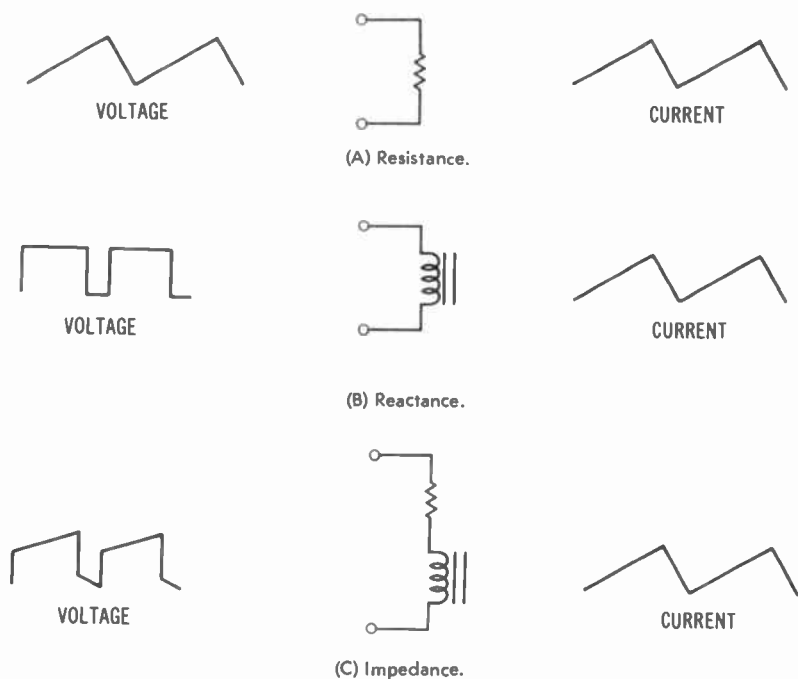 VOLTAGE
CURRENT
(A) Resistance.
VOLTAGE
CURRENT
(B) Reactance.
VOLTAGE
CURRENT
(C) Impedance.